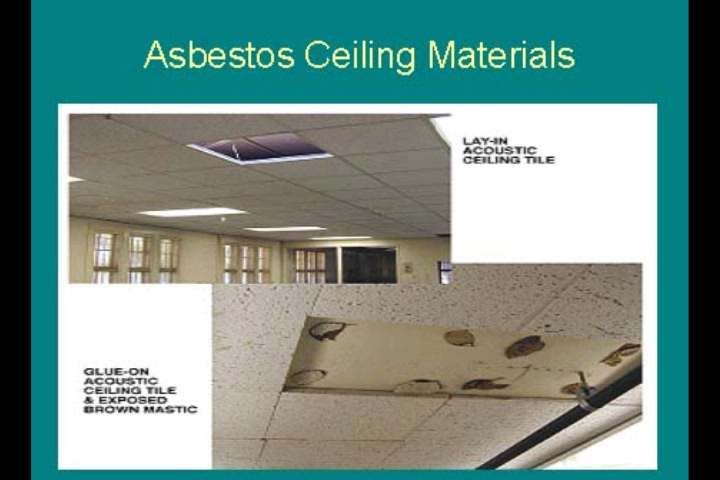 Asbestos Ceiling Materials
LAY-IN
ACOUSTIC
CEILING TILE
GLUE-ON
ACOUSTIC
CEILING TILE
& EXPOSED
BROWN MASTIC